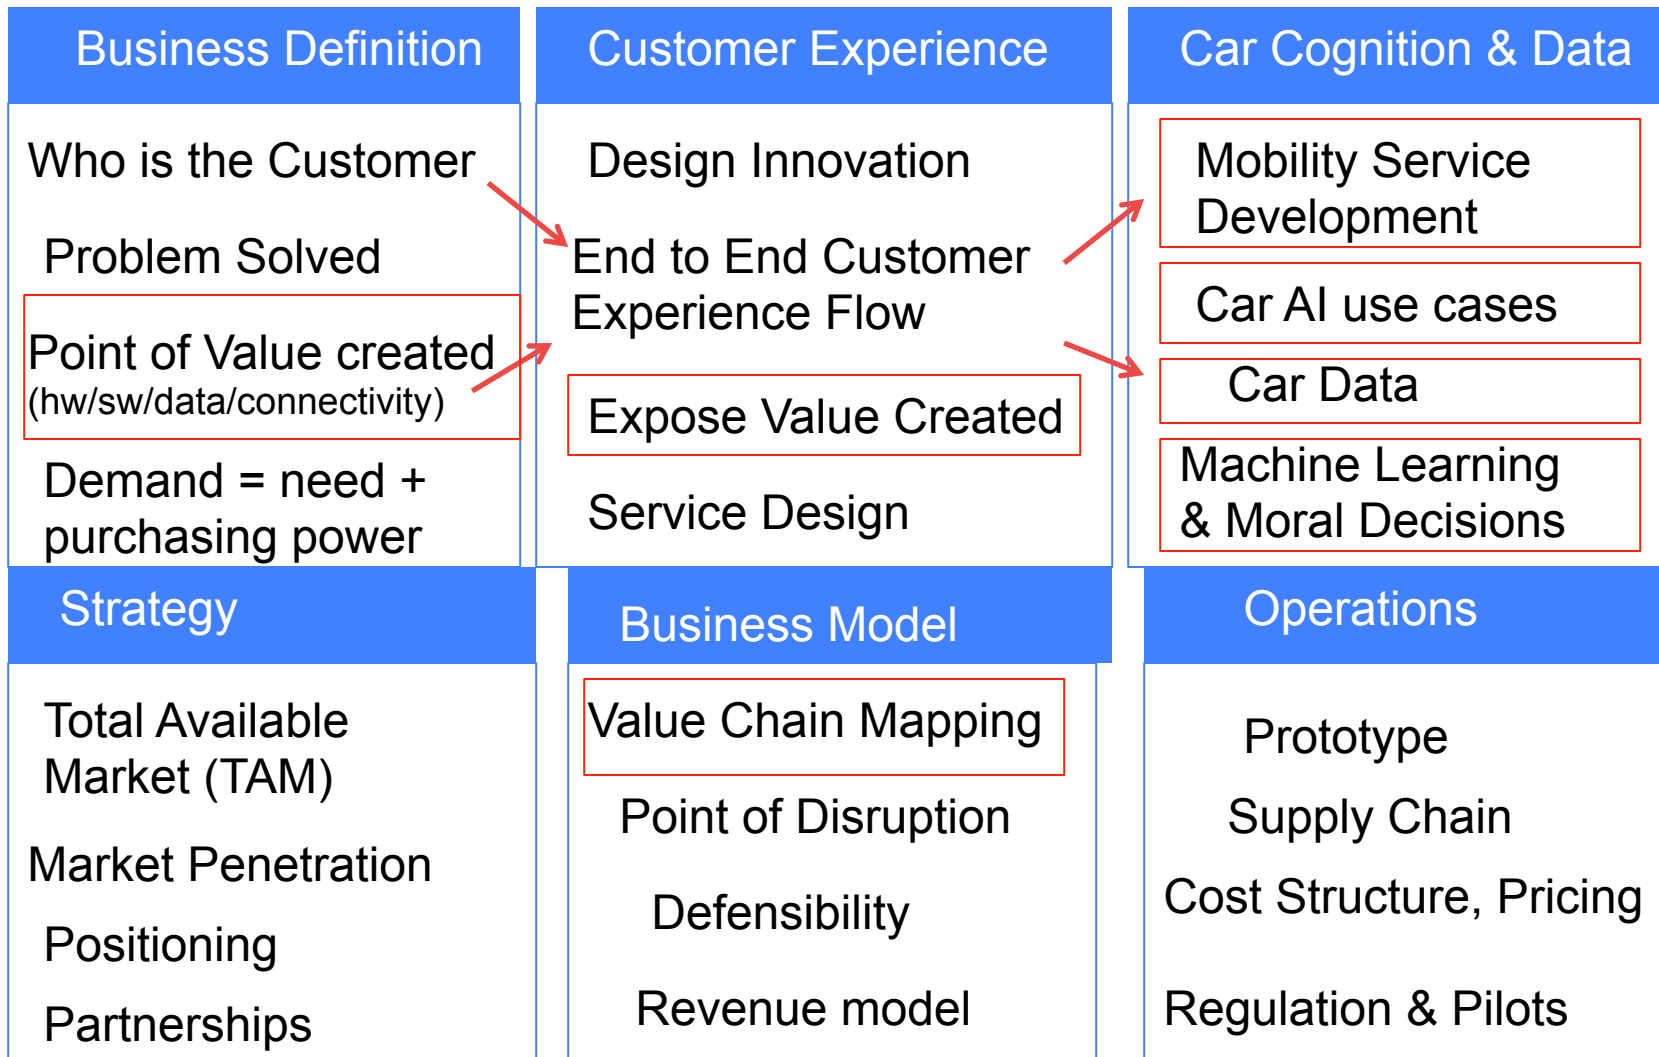 Business Definition
Who is the Customer
Problem Solved
Point of Value created
(hw/sw/data/connectivity)
Demand = need +
purchasing power
Customer Experience
Design Innovation
End to End Customer
Experience Flow
Expose Value Created
Service Design
Car Cognition & Data
Mobility Service
Development
Car AI use cases
Car Data
Machine Learning
& Moral Decisions
Strategy
Total Available
Market (TAM)
Market Penetration
Positioning
Partnerships
Business Model
Value Chain Mapping
Point of Disruption
Defensibility
Revenue model
Operations
Prototype
Supply Chain
Cost Structure, Pricing
Regulation & Pilots